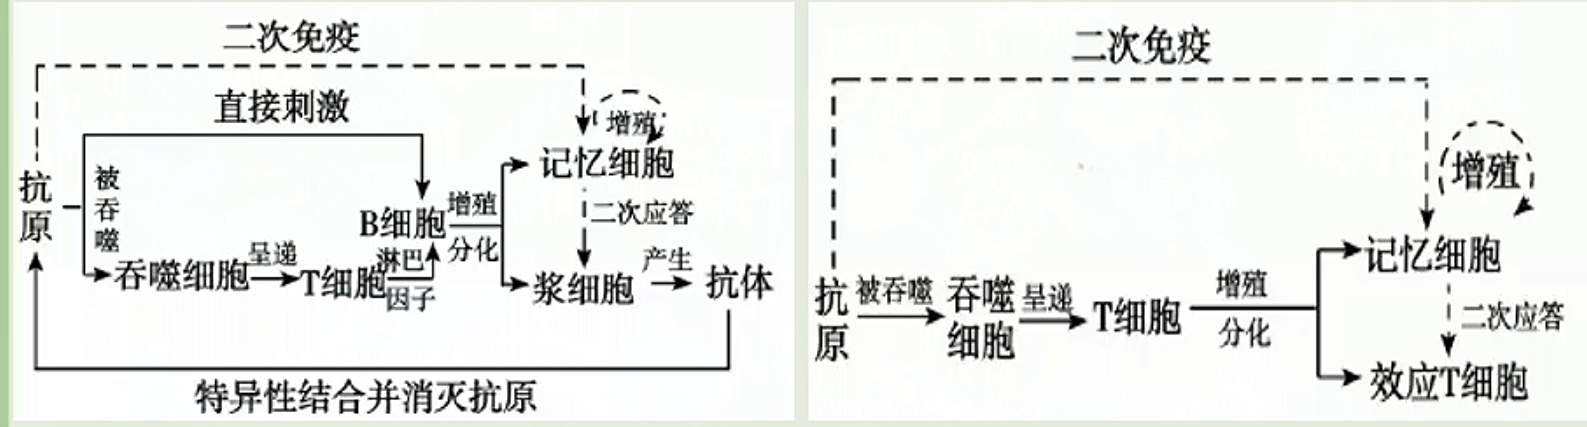 二次免疫
直接刺激
抗原
被吞噬
吞噬细胞
呈递
T细胞
淋巴因子
B细胞
增殖
分化
增殖
记忆细胞
二次应答
浆细胞
产生
抗体
特异性结合并消灭抗原
二次免疫
抗原
被吞噬
吞噬
细胞
呈递
T细胞
增殖
分化
增殖
记忆细胞
二次应答
效应T细胞